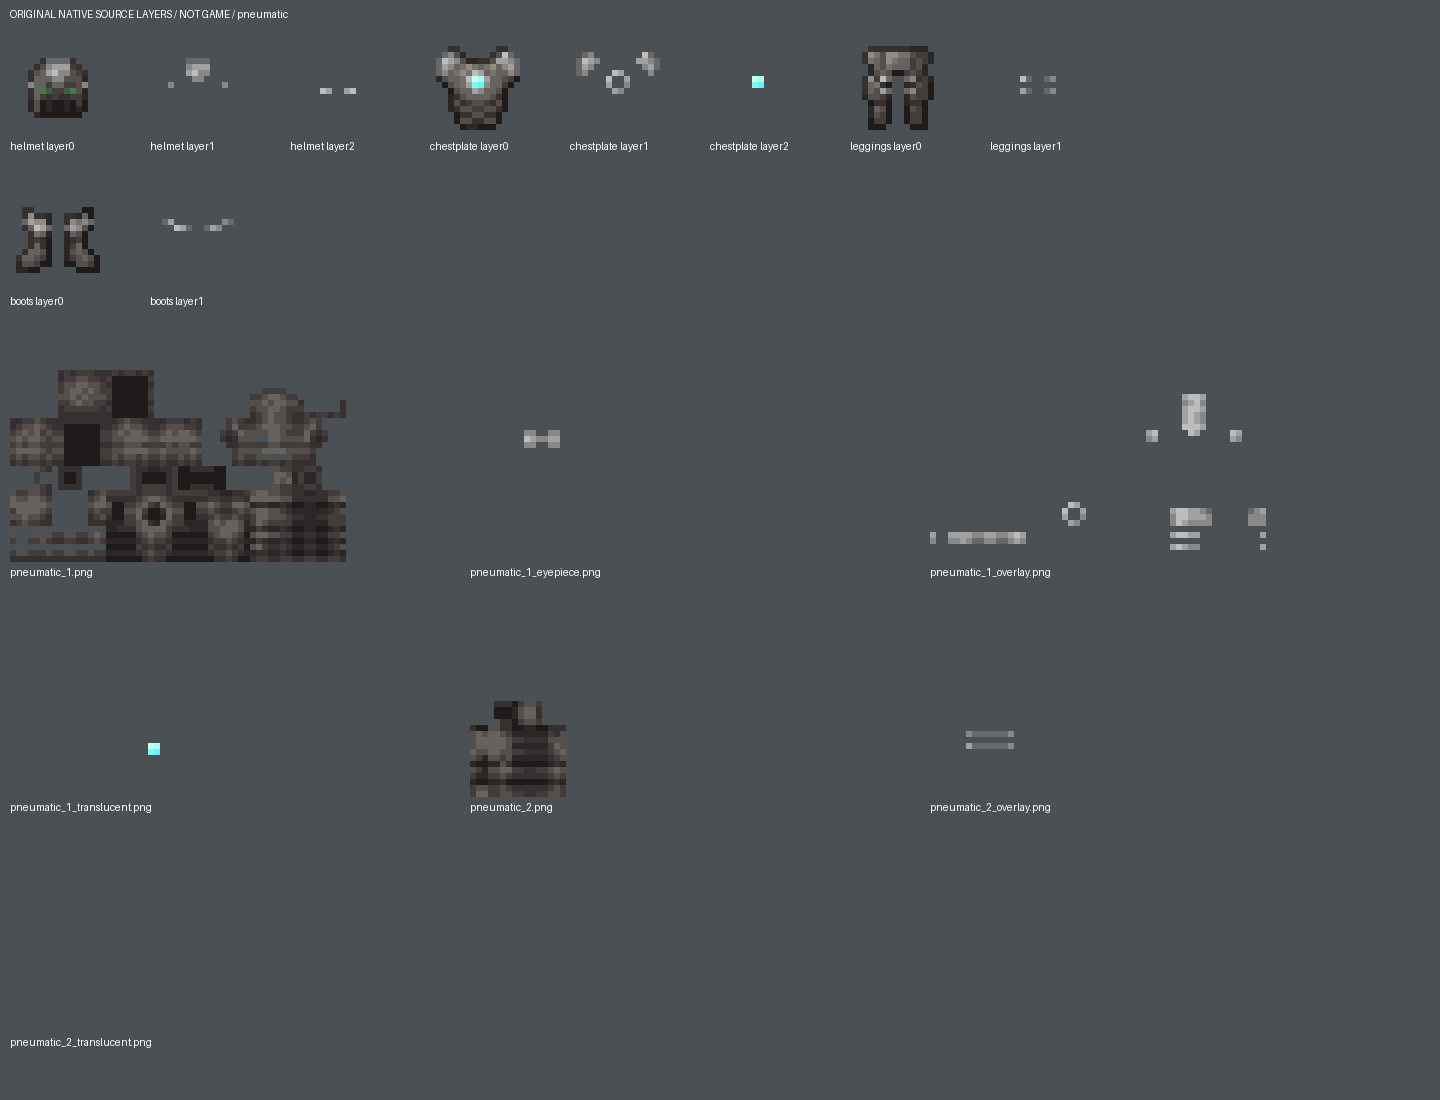 ORIGINAL NATIVE SOURCE LAYERS / NOT GAME / pneumatic
helmet layer0
helmet layer1
helmet layer2
chestplate layer0
chestplate layer1
chestplate layer2
leggings layer0
leggings layer1
boots layer0
boots layer1
pneumatic_1.png
pneumatic_1_eyepiece.png
pneumatic_1_overlay.png
pneumatic_1_translucent.png
pneumatic_2.png
pneumatic_2_overlay.png
pneumatic_2_translucent.png